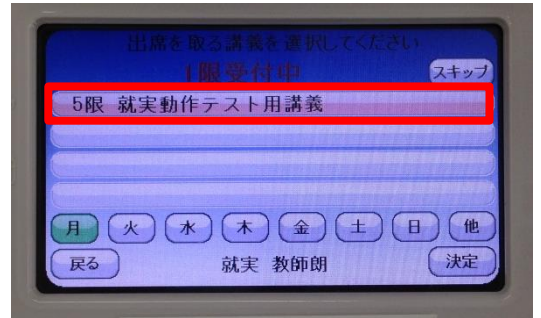 出席を取る講義を選択してください
1限受付中
スキップ
5限 就実動作テスト用講義
月 火 水 木 金 土 日 他
戻る 就実 教師朗 決定